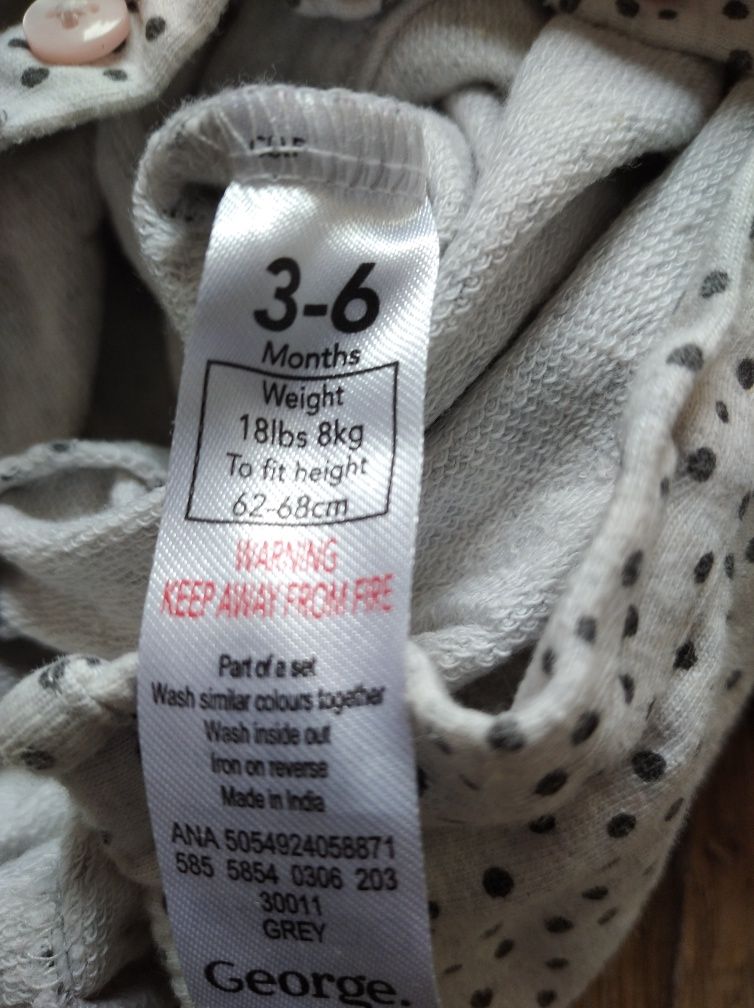 3-6
Months
Weight
18lbs 8kg
To fit height
62-68cm
WARNING
KEEP AWAY FROM FIRE
Part of a set
Wash similar colours together
Wash inside out
Iron on reverse
Made in India
ANA 5054924058871
585 5854 0306 203
30011
GREY
George.